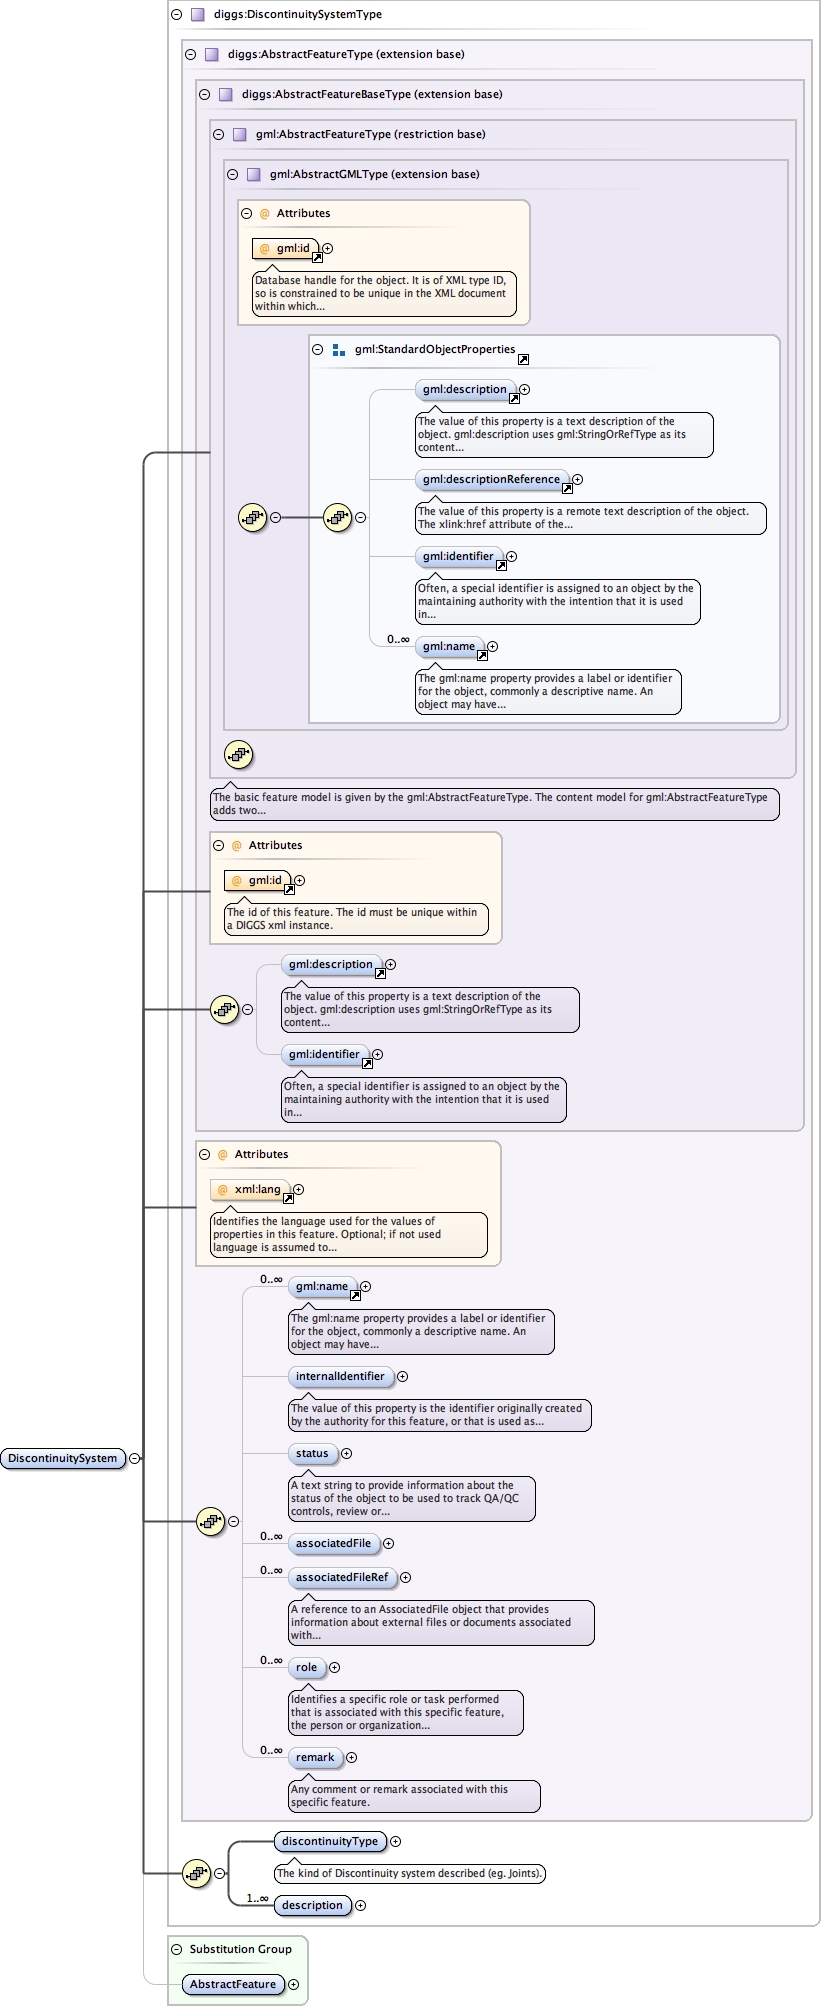 diggs:DiscontinuitySystemType
diggs:AbstractFeatureType (extension base)
diggs:AbstractFeatureBaseType (extension base)
gml:AbstractFeatureType (restriction base)
gml:AbstractGMLType (extension base)
@ Attributes
@ gml:id
Database handle for the object. It is of XML type ID,
so is constrained to be unique in the XML document
within which...
gml:StandardObjectProperties
gml:description
The value of this property is a text description of the
object. gml:description uses gml:StringOrRefType as its
content...
gml:descriptionReference
The value of this property is a remote text description of the object.
The xlink:href attribute of the...
gml:identifier
Often, a special identifier is assigned to an object by the
maintaining authority with the intention that it is used
in...
0..∞
gml:name
The gml:name property provides a label or identifier
for the object, commonly a descriptive name. An
object may have...
The basic feature model is given by the gml:AbstractFeatureType. The content model for gml:AbstractFeatureType
adds two...
@ Attributes
@ gml:id
The id of this feature. The id must be unique within
a DIGGS xml instance.
gml:description
The value of this property is a text description of the
object. gml:description uses gml:StringOrRefType as its
content...
gml:identifier
Often, a special identifier is assigned to an object by the
maintaining authority with the intention that it is used
in...
@ Attributes
@ xml:lang
Identifies the language used for the values of
properties in this feature. Optional; if not used
language is assumed to...
0..∞
gml:name
The gml:name property provides a label or identifier
for the object, commonly a descriptive name. An
object may have...
internalIdentifier
The value of this property is the identifier originally created
by the authority for this feature, or that is used as...
DiscontinuitySystem
status
A text string to provide information about the
status of the object to be used to track QA/QC
controls, review or...
0..∞
associatedFile
0..∞
associatedFileRef
A reference to an AssociatedFile object that provides
information about external files or documents associated
with...
0..∞
role
Identifies a specific role or task performed
that is associated with this specific feature,
the person or organization...
0..∞
remark
Any comment or remark associated with this
specific feature.
discontinuityType
The kind of Discontinuity system described (eg. Joints).
1..∞
description
Substitution Group
AbstractFeature